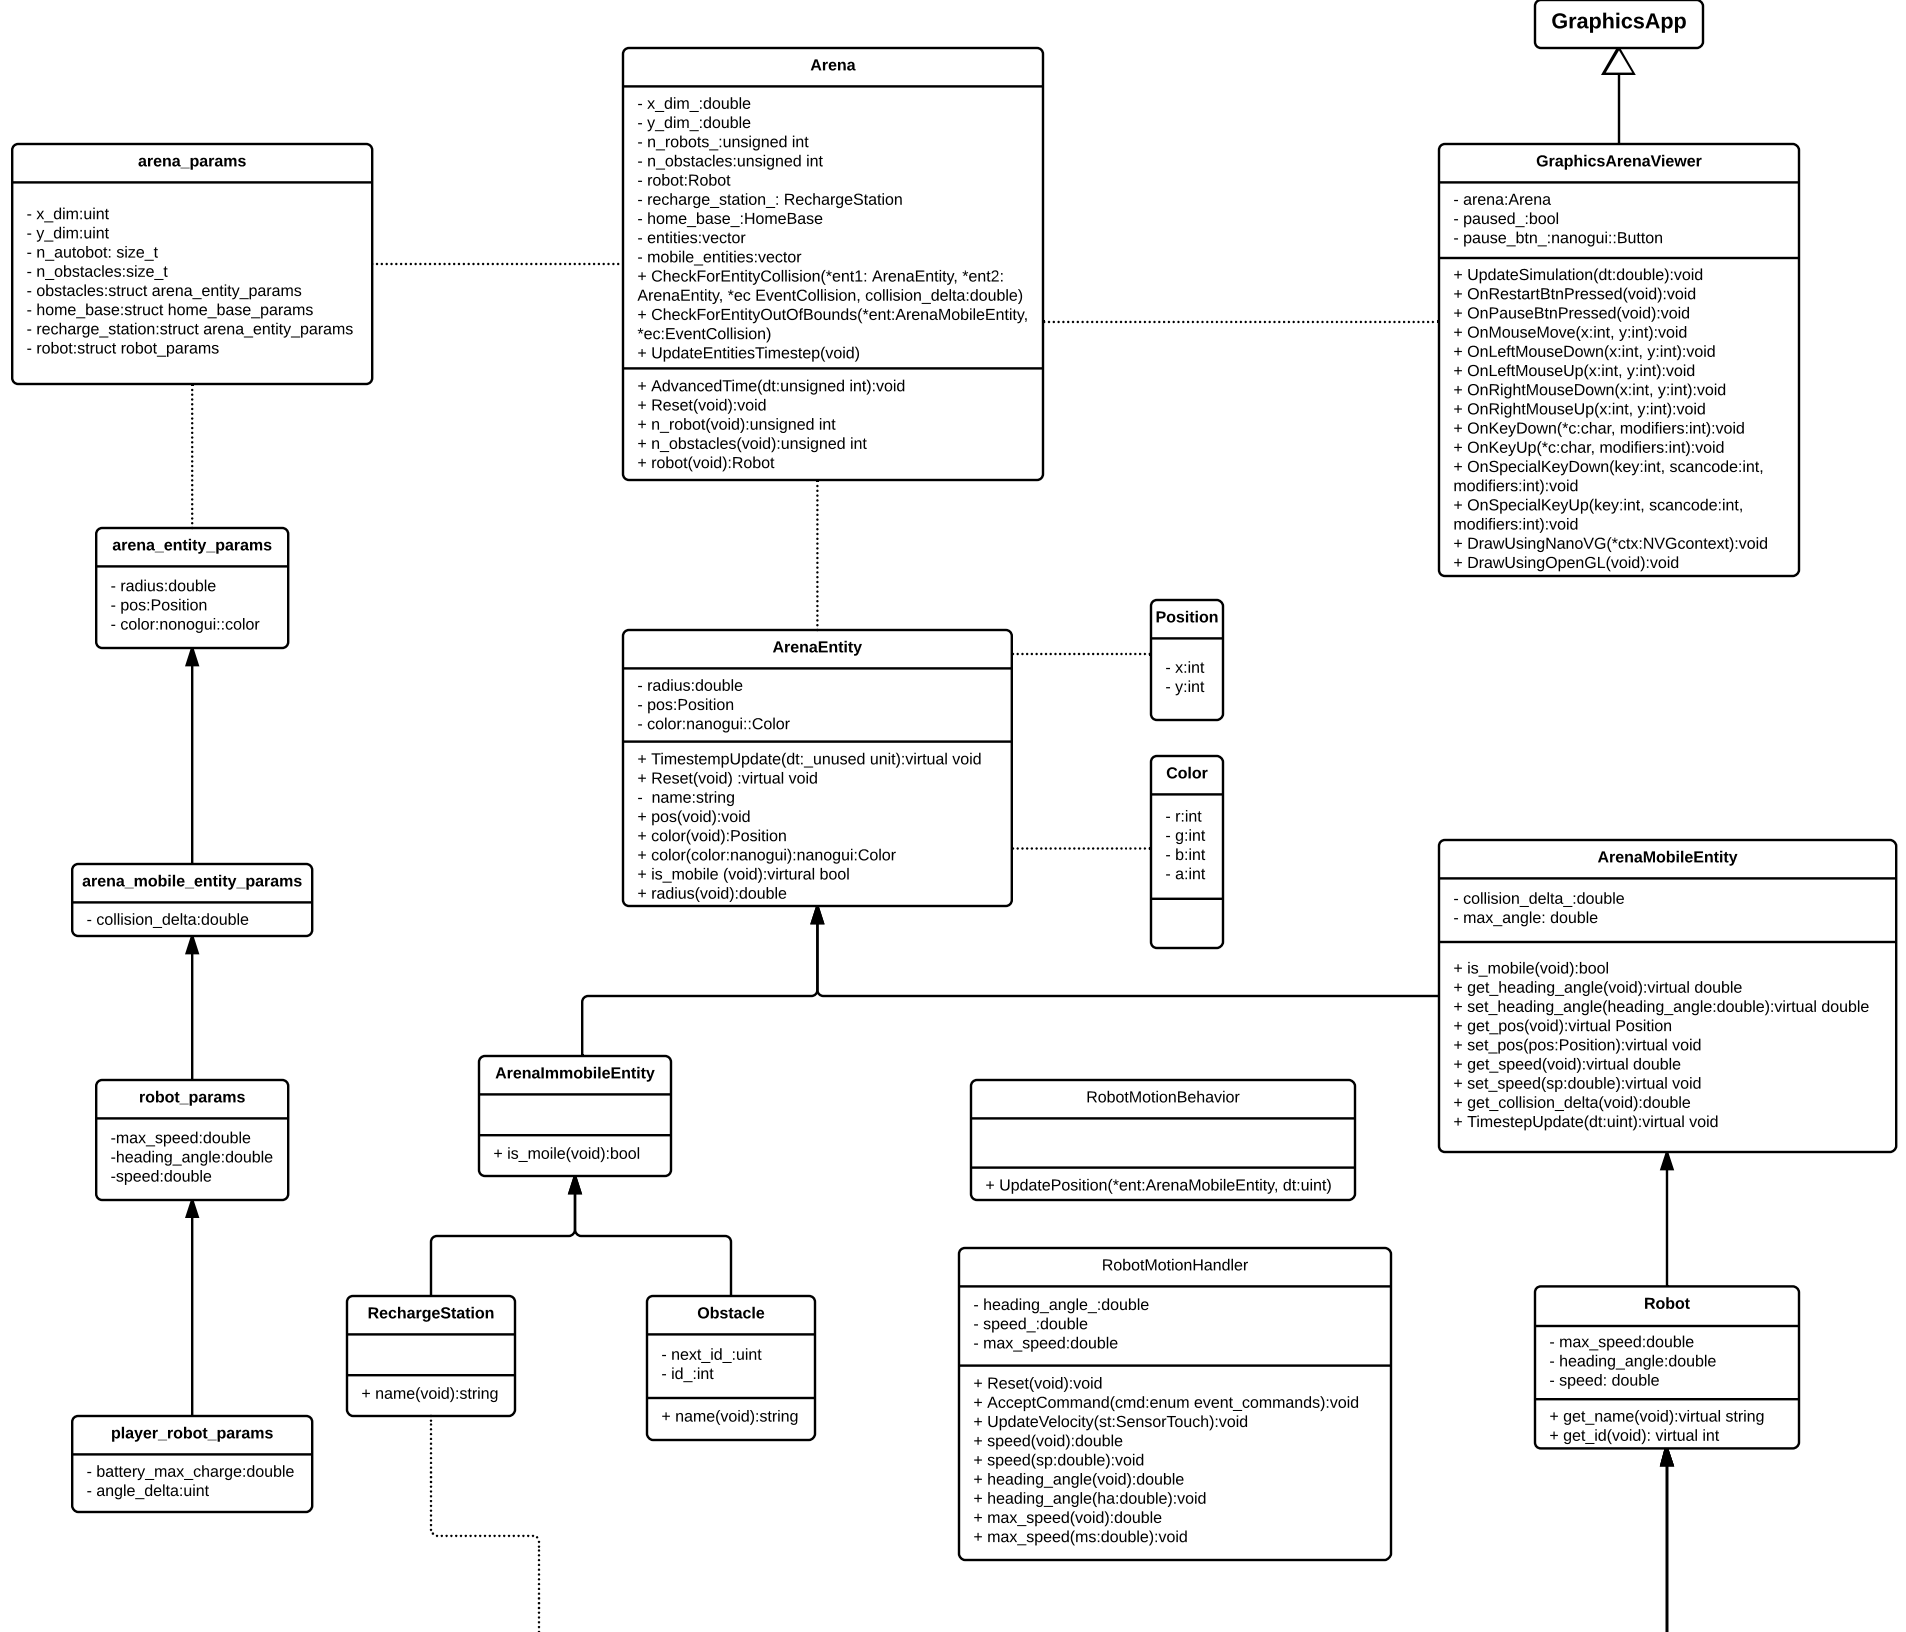 GraphicsApp
Arena
- x_dim_:double
- y_dim_:double
- n_robots_:unsigned int
- n_obstacles:unsigned int
- robot:Robot
- recharge_station_: RechargeStation
- home_base_:HomeBase
- entities:vector
- mobile_entities:vector
+ CheckForEntityCollision(*ent1: ArenaEntity, *ent2:
ArenaEntity, *ec EventCollision, collision_delta:double)
+ CheckForEntityOutOfBounds(*ent:ArenaMobileEntity,
*ec:EventCollision)
+ UpdateEntitiesTimestep(void)
+ AdvancedTime(dt:unsigned int):void
+ Reset(void):void
+ n_robot(void):unsigned int
+ n_obstacles(void):unsigned int
+ robot(void):Robot
arena_params
- x_dim:uint
- y_dim:uint
- n_autobot: size_t
- n_obstacles:size_t
- obstacles:struct arena_entity_params
- home_base:struct home_base_params
- recharge_station:struct arena_entity_params
- robot:struct robot_params
GraphicsArenaViewer
- arena:Arena
- paused_:bool
- pause_btn_:nanogui::Button
+ UpdateSimulation(dt:double):void
+ OnRestartBtnPressed(void):void
+ OnPauseBtnPressed(void):void
+ OnMouseMove(x:int, y:int):void
+ OnLeftMouseDown(x:int, y:int):void
+ OnLeftMouseUp(x:int, y:int):void
+ OnRightMouseDown(x:int, y:int):void
+ OnRightMouseUp(x:int, y:int):void
+ OnKeyDown(*c:char, modifiers:int):void
+ OnKeyUp(*c:char, modifiers:int):void
+ OnSpecialKeyDown(key:int, scancode:int,
modifiers:int):void
+ OnSpecialKeyUp(key:int, scancode:int,
modifiers:int):void
+ DrawUsingNanoVG(*ctx:NVGcontext):void
+ DrawUsingOpenGL(void):void
arena_entity_params
- radius:double
- pos:Position
- color:nonogui::color
ArenaEntity
- radius:double
- pos:Position
- color:nanogui::Color
+ TimestempUpdate(dt:_unused unit):virtual void
+ Reset(void) :virtual void
-  name:string
+ pos(void):void
+ color(void):Position
+ color(color:nanogui):nanogui:Color
+ is_mobile (void):virtural bool
+ radius(void):double
Position
- x:int
- y:int
Color
- r:int
- g:int
- b:int
- a:int
arena_mobile_entity_params
- collision_delta:double
ArenaMobileEntity
- collision_delta_:double
- max_angle: double
+ is_mobile(void):bool
+ get_heading_angle(void):virtual double
+ set_heading_angle(heading_angle:double):virtual double
+ get_pos(void):virtual Position
+ set_pos(pos:Position):virtual void
+ get_speed(void):virtual double
+ set_speed(sp:double):virtual void
+ get_collision_delta(void):double
+ TimestepUpdate(dt:uint):virtual void
robot_params
-max_speed:double
-heading_angle:double
-speed:double
ArenaImmobileEntity
+ is_moile(void):bool
RobotMotionBehavior
+ UpdatePosition(*ent:ArenaMobileEntity, dt:uint)
RobotMotionHandler
- heading_angle_:double
- speed_:double
- max_speed:double
+ Reset(void):void
+ AcceptCommand(cmd:enum event_commands):void
+ UpdateVelocity(st:SensorTouch):void
+ speed(void):double
+ speed(sp:double):void
+ heading_angle(void):double
+ heading_angle(ha:double):void
+ max_speed(void):double
+ max_speed(ms:double):void
Robot
- max_speed:double
- heading_angle:double
- speed: double
+ get_name(void):virtual string
+ get_id(void): virtual int
RechargeStation
+ name(void):string
Obstacle
- next_id_:uint
- id_:int
+ name(void):string
player_robot_params
- battery_max_charge:double
- angle_delta:uint